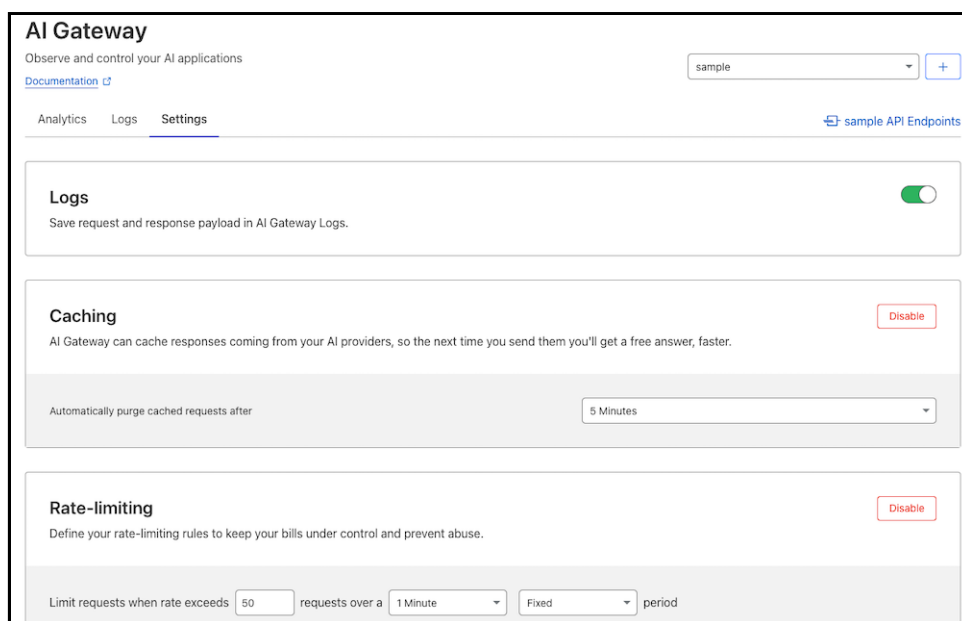 AI Gateway
Observe and control your AI applications
Documentation
sample
+
Analytics Logs Settings
sample API Endpoints
Logs
Save request and response payload in AI Gateway Logs.
Caching
Disable
AI Gateway can cache responses coming from your AI providers, so the next time you send them you'll get a free answer, faster.
Automatically purge cached requests after
5 Minutes
Rate-limiting
Disable
Define your rate-limiting rules to keep your bills under control and prevent abuse.
Limit requests when rate exceeds 50 requests over a 1 Minute Fixed period